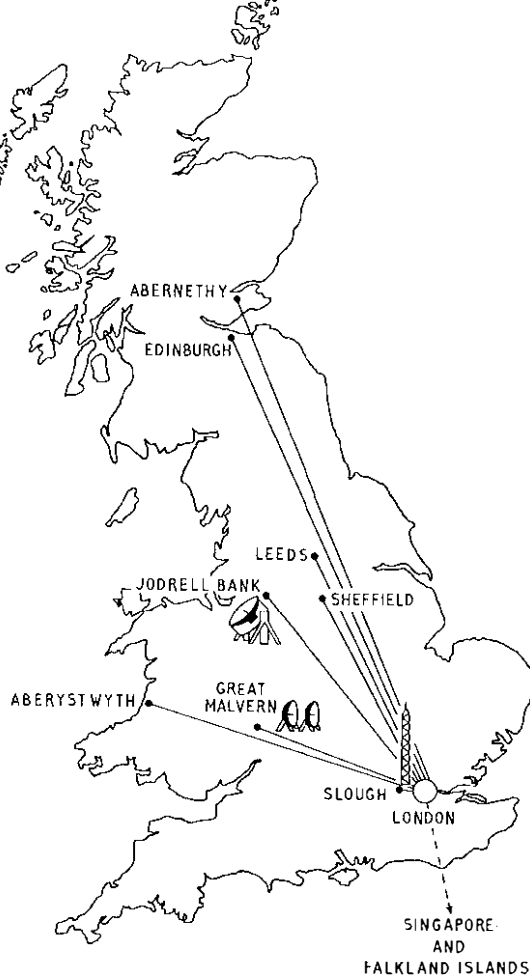 ABERNETHY
EDINBURGH
LEEDS
JODRELL BANK
SHEFFIELD
ABERYSTWYTH
GREAT
MALVERN
SLOUGH
LONDON
SINGAPORE
AND
FALKLAND ISLANDS